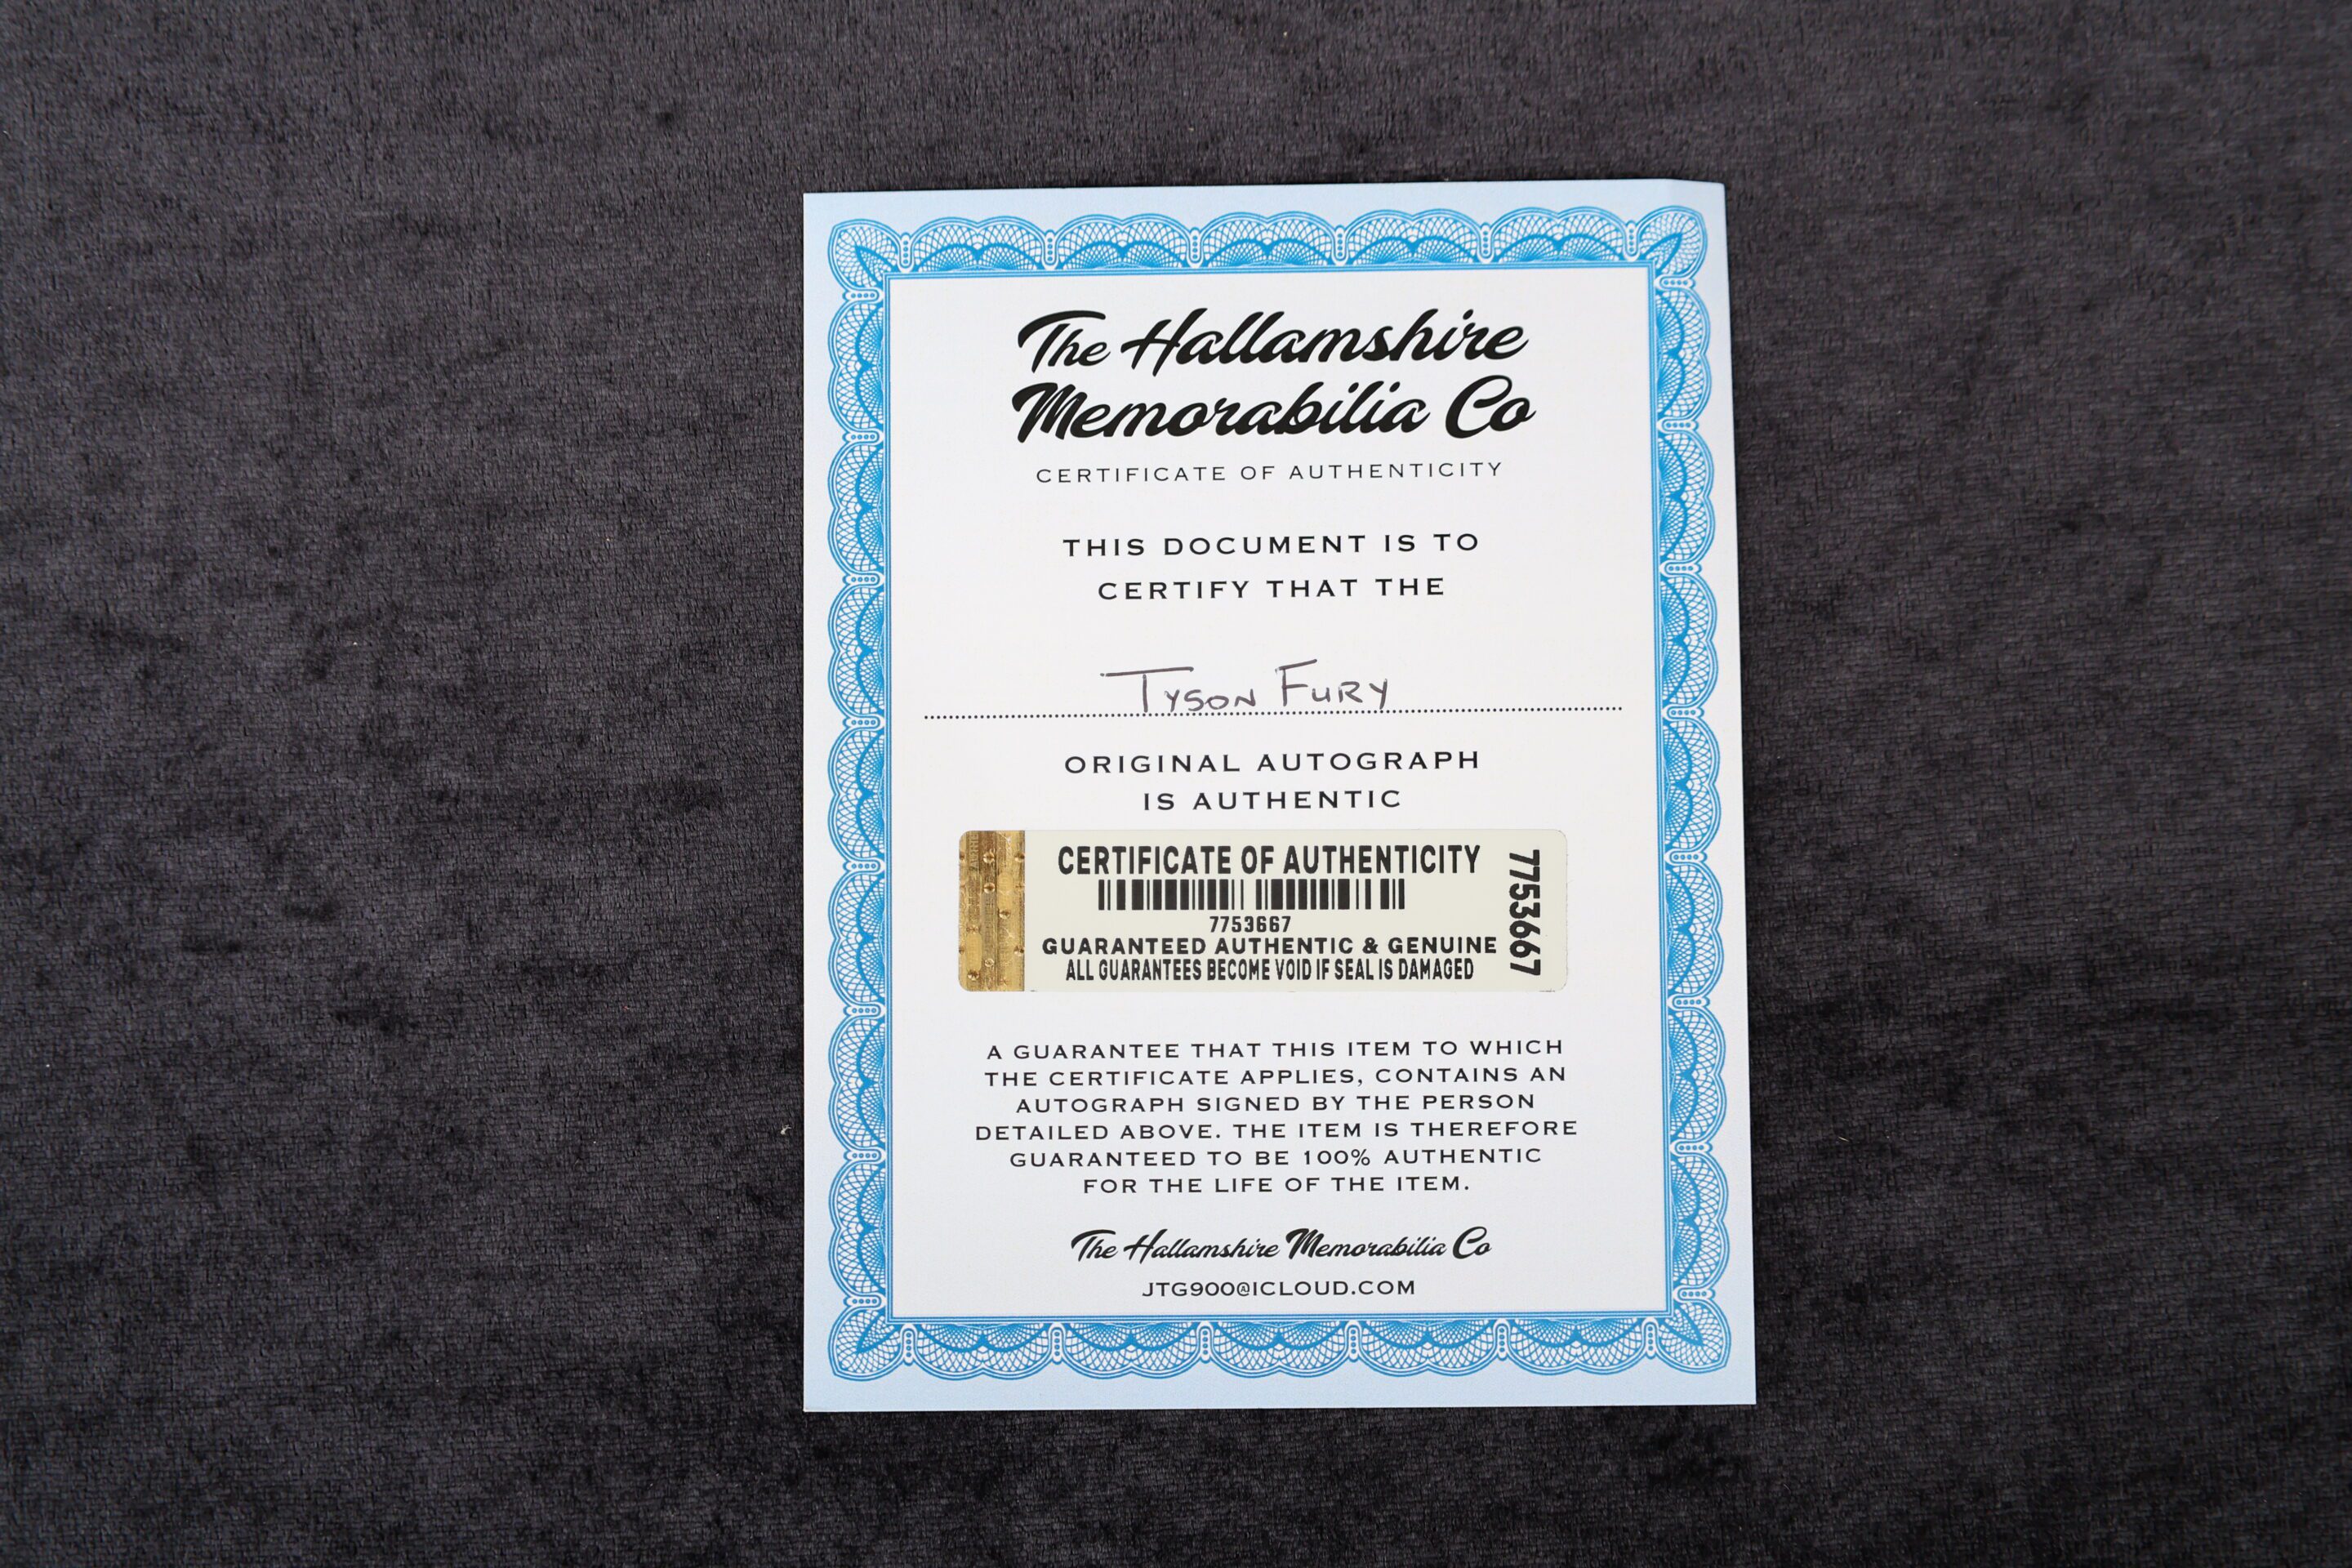 The Hallamshire
Memorabilia Co
CERTIFICATE OF AUTHENTICITY
THIS DOCUMENT IS TO
CERTIFY THAT THE
TYSON FURY
ORIGINAL AUTOGRAPH
IS AUTHENTIC
CERTIFICATE OF AUTHENTICITY
7753667
GUARANTEED AUTHENTIC & GENUINE
ALL GUARANTEES BECOME VOID IF SEAL IS DAMAGED
7753667
A GUARANTEE THAT THIS ITEM TO WHICH
THE CERTIFICATE APPLIES, CONTAINS AN
AUTOGRAPH SIGNED BY THE PERSON
DETAILED ABOVE. THE ITEM IS THEREFORE
GUARANTEED TO BE 100% AUTHENTIC
FOR THE LIFE OF THE ITEM.
The Hallamshire Memorabilia Co
JTG900@ICLOUD.COM